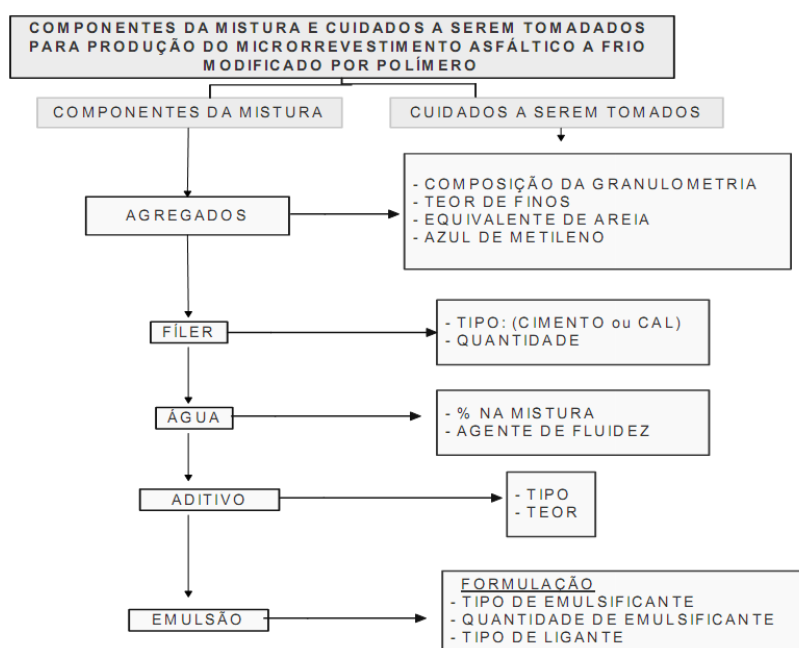 COMPONENTES DA MISTURA E CUIDADOS A SEREM TOMADADOS
PARA PRODUÇÃO DO MICRORREVESTIMENTO ASFÁLTICO A FRIO
MODIFICADO POR POLÍMERO
COMPONENTES DA MISTURA
CUIDADOS A SEREM TOMADOS
AGREGADOS
- COMPOSIÇÃO DA GRANULOMETRIA
- TEOR DE FINOS
- EQUIVALENTE DE AREIA
- AZUL DE METILENO
FÍLER
- TIPO: (CIMENTO ou CAL)
- QUANTIDADE
ÁGUA
- % NA MISTURA
- AGENTE DE FLUIDEZ
ADITIVO
- TIPO
- TEOR
EMULSÃO
FORMULAÇÃO
- TIPO DE EMULSIFICANTE
- QUANTIDADE DE EMULSIFICANTE
- TIPO DE LIGANTE